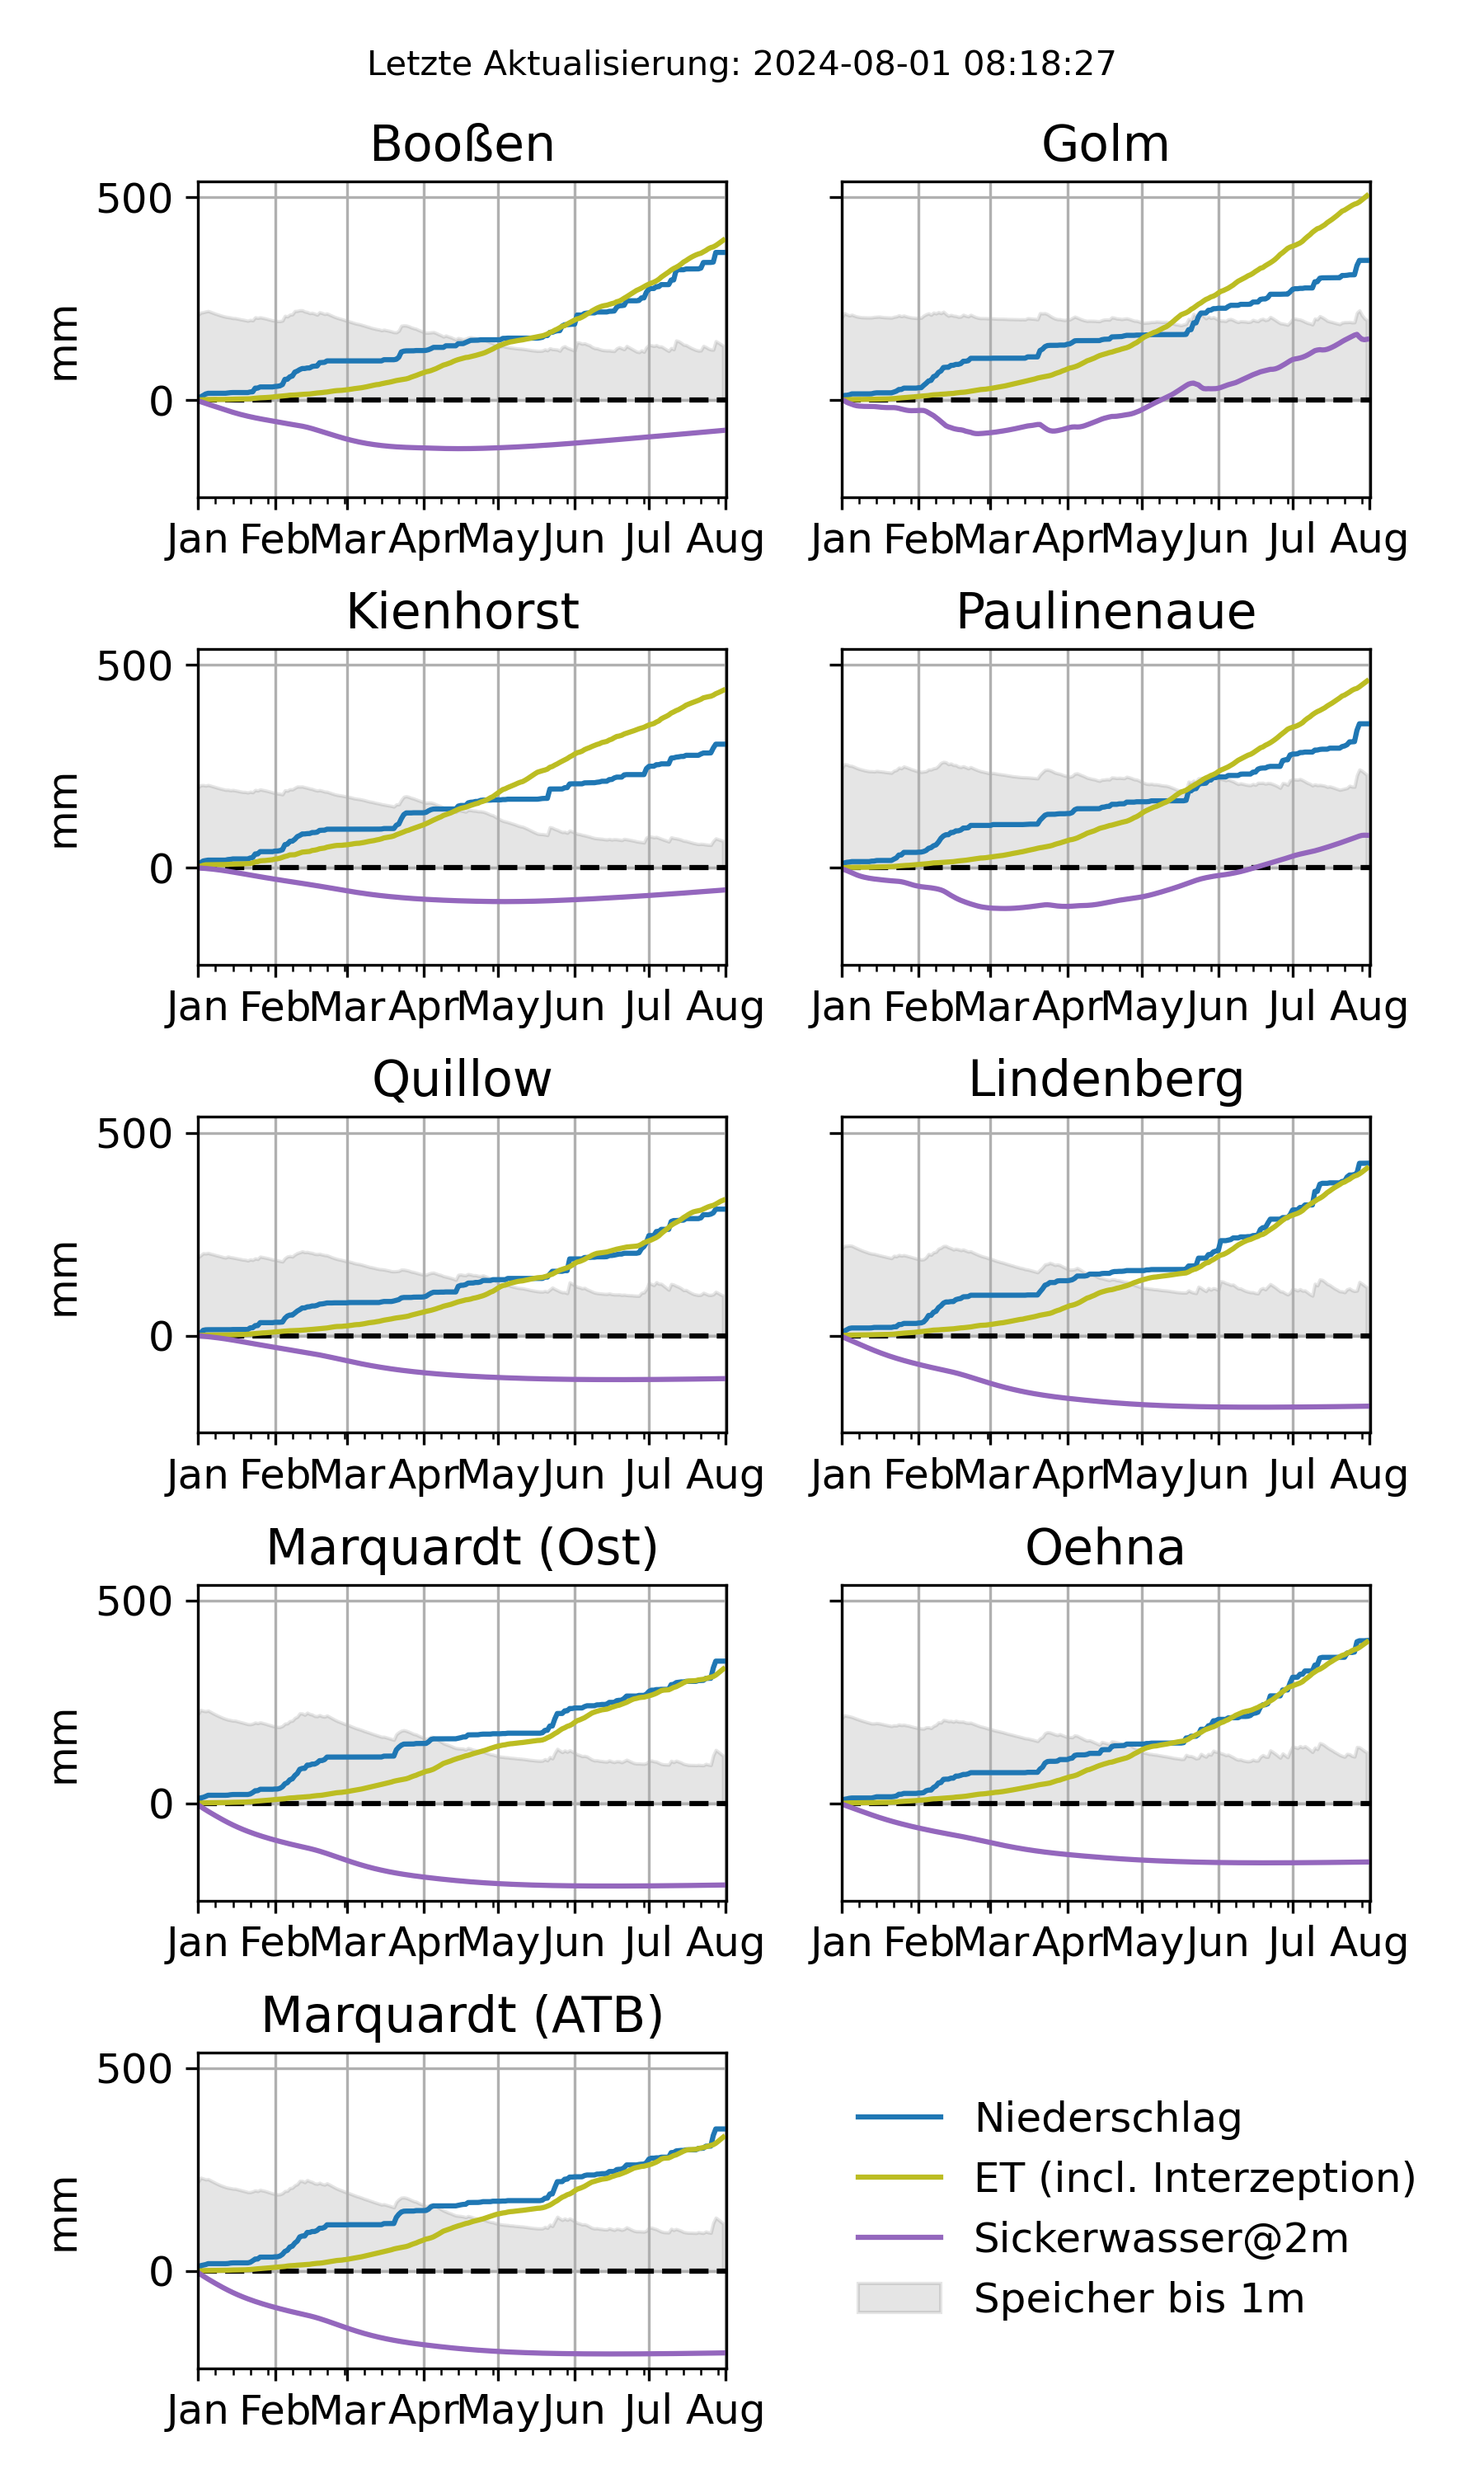 Letzte Aktualisierung: 2024-08-01 08:18:27
Booßen
Golm
500
0
mm
Jan Feb Mar Apr May Jun Jul Aug
Jan Feb Mar Apr May Jun Jul Aug
Kienhorst
Paulinenaue
500
0
mm
Jan Feb Mar Apr May Jun Jul Aug
Jan Feb Mar Apr May Jun Jul Aug
Quillow
Lindenberg
500
0
mm
Jan Feb Mar Apr May Jun Jul Aug
Jan Feb Mar Apr May Jun Jul Aug
Marquardt (Ost)
Oehna
500
0
mm
Jan Feb Mar Apr May Jun Jul Aug
Jan Feb Mar Apr May Jun Jul Aug
Marquardt (ATB)
500
0
mm
Jan Feb Mar Apr May Jun Jul Aug
Niederschlag
ET (incl. Interzeption)
Sickerwasser@2m
Speicher bis 1m